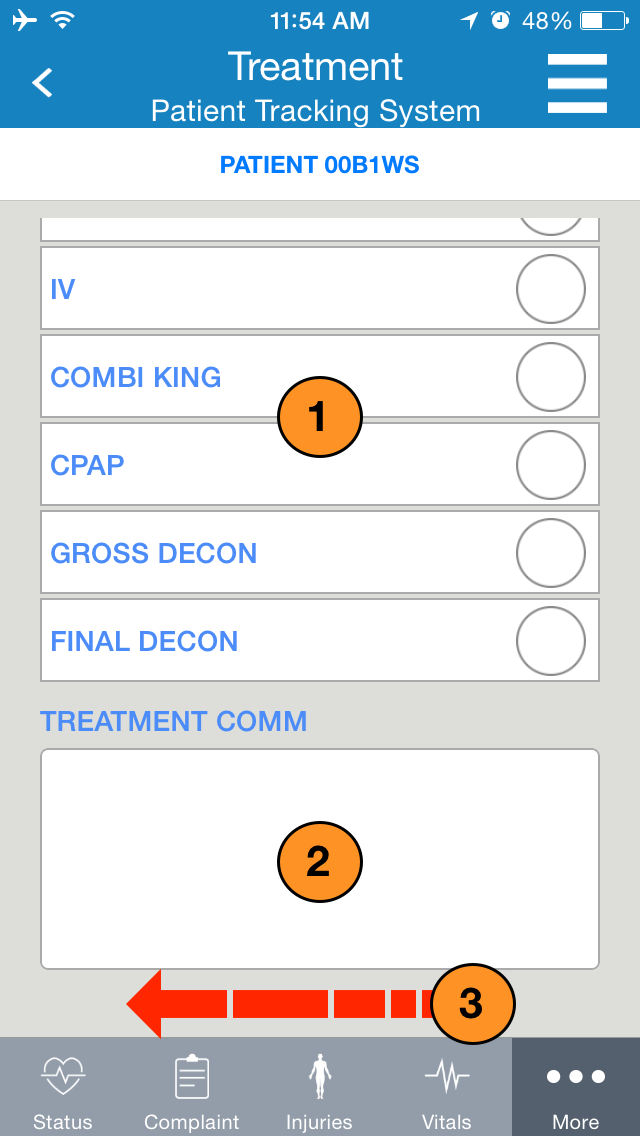 11:54 AM 48%
Treatment
Patient Tracking System
PATIENT 00B1WS
IV
COMBI KING
1
CPAP
GROSS DECON
FINAL DECON
TREATMENT COMM
2
3
Status Complaint Injuries Vitals More